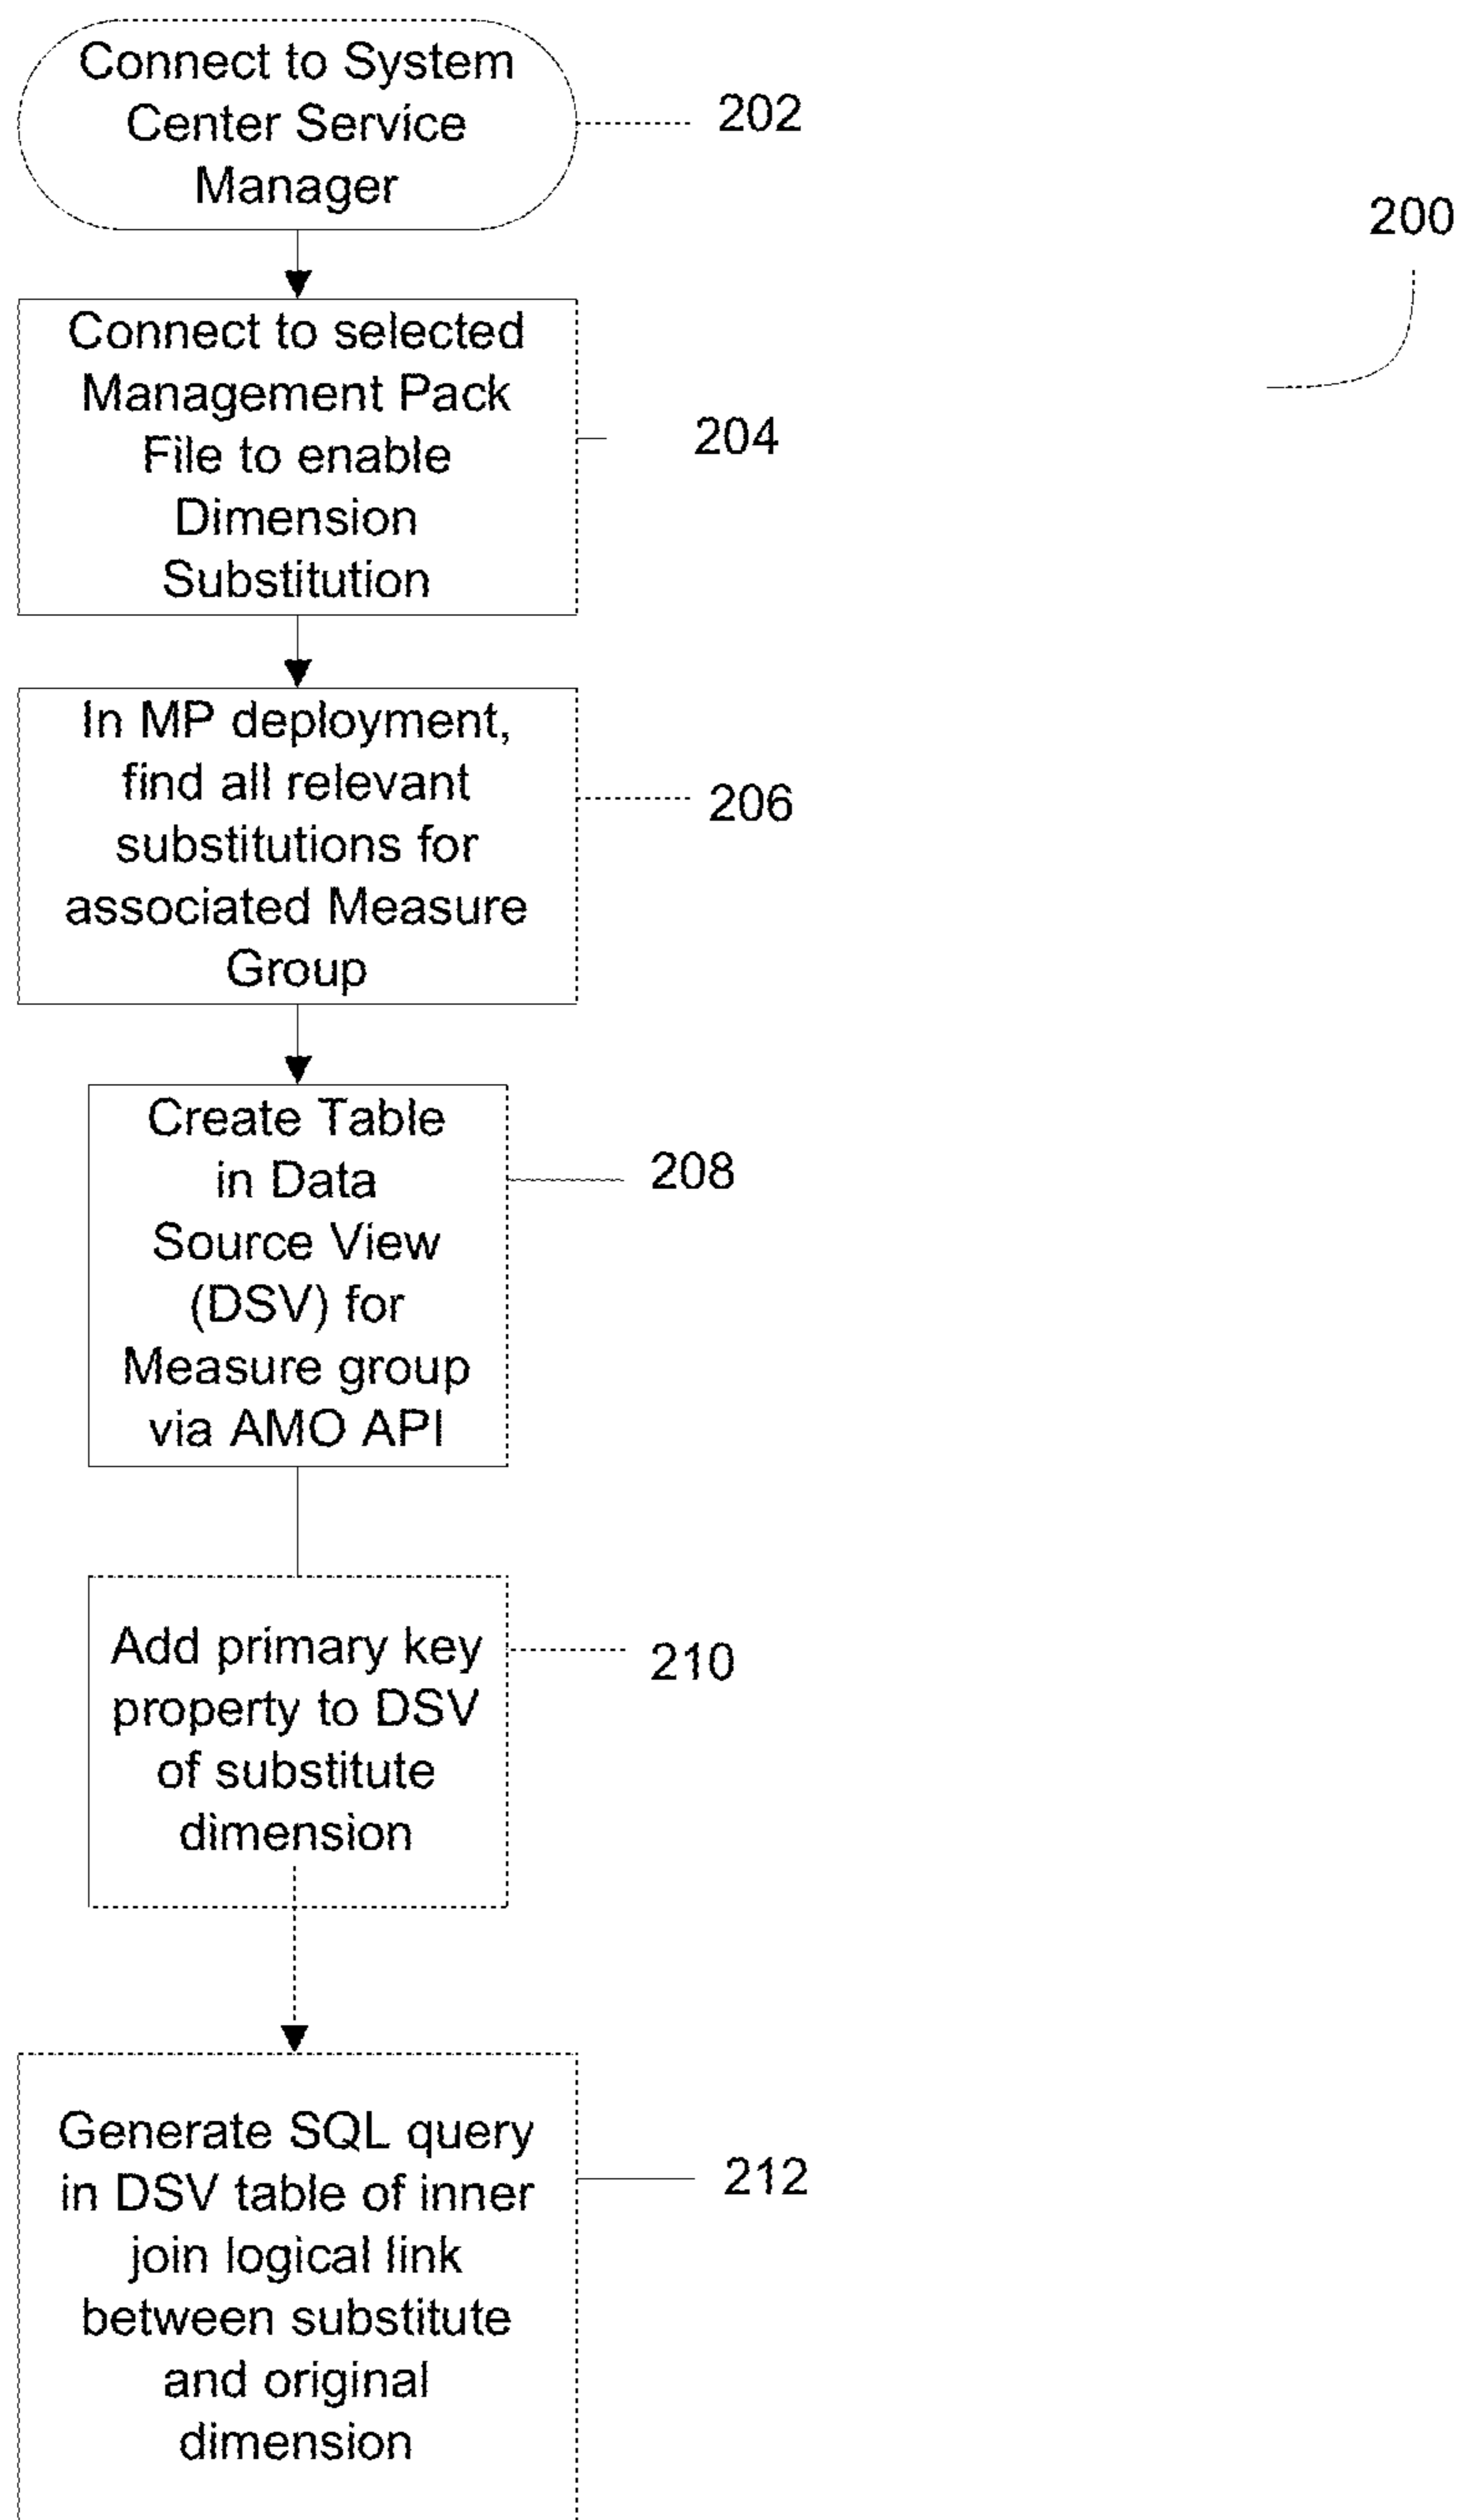 Connect to System
Center Service
Manager
202
200
Connect to selected
Management Pack
File to enable
Dimension
Substitution
204
In MP deployment,
find all relevant
substitutions for
associated Measure
Group
206
Create Table
in Data
Source View
(DSV) for
Measure group
via AMO API
208
Add primary key
property to DSV
of substitute
dimension
210
Generate SQL query
in DSV table of inner
join logical link
between substitute
and original
dimension
212